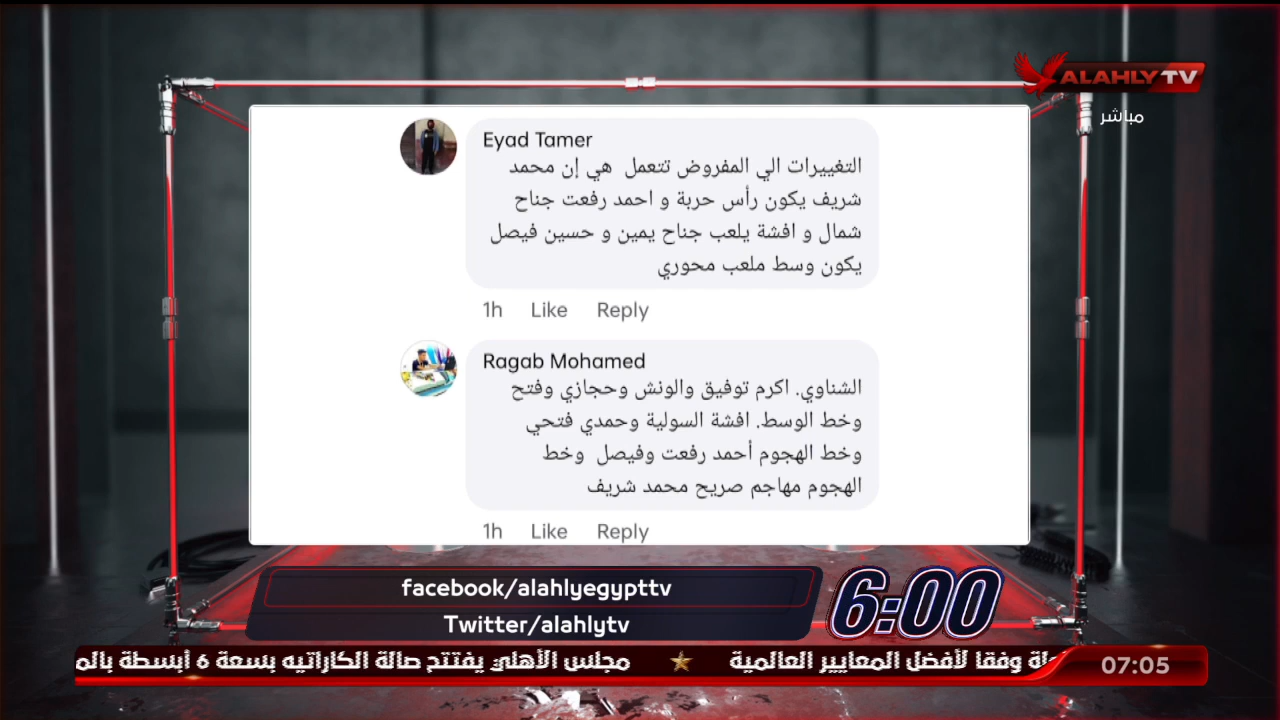 ALAHLY TV
مباشر
Eyad Tamer
التغييرات الي المفروض تتعمل هي إن محمد
شريف يكون رأس حربة و احمد رفعت جناح
شمال و افشة يلعب جناح يمين و حسين فيصل
يكون وسط ملعب محوري
1h Like Reply
Ragab Mohamed
الشناوي. اكرم توفيق والونش وحجازي وفتح
وخط الوسط. افشة السولية وحمدي فتحي
وخط الهجوم أحمد رفعت وفيصل وخط
الهجوم مهاجم صريح محمد شريف
1h Like Reply
facebook/alahlyegypttv
Twitter/alahlytv
6:00
وفقا لأفضل المعايير العالمية ★ مجلس الأهلي يفتتح صالة الكاراتيه بسعة 6 أبسطة
07:05